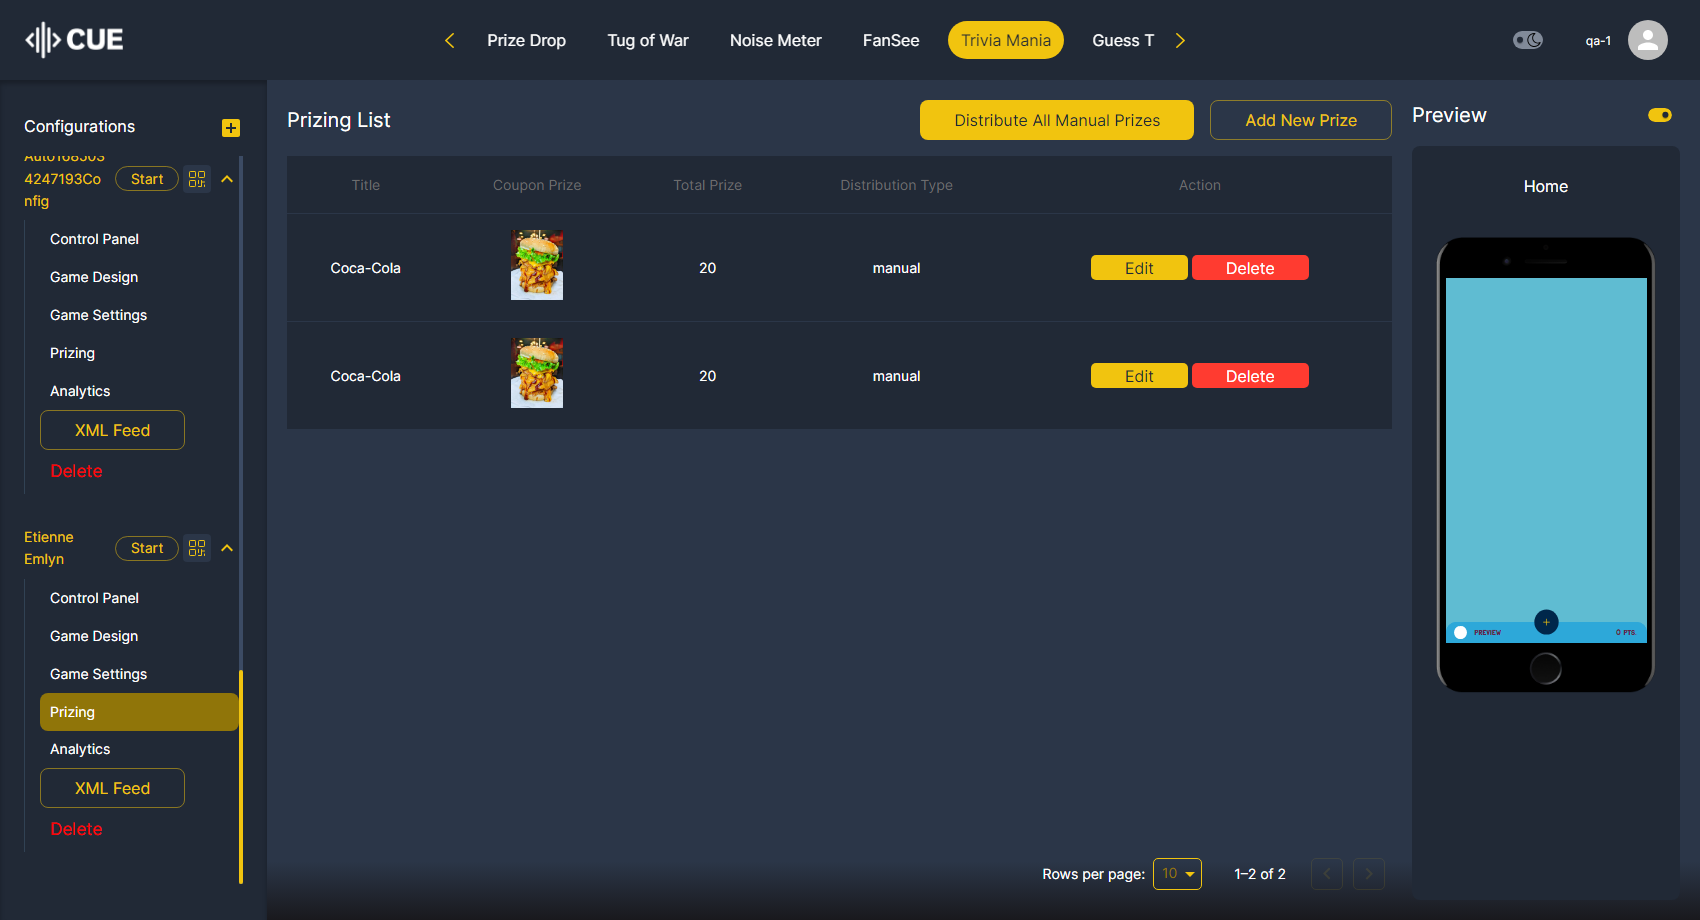 CUE
Prize Drop
Tug of War
Noise Meter
FanSee
Trivia Mania
Guess T
qa-1
Configurations
4247193Co
nfig
Start
Control Panel
Game Design
Game Settings
Prizing
Analytics
XML Feed
Delete
Etienne
Emlyn
Start
Control Panel
Game Design
Game Settings
Prizing
Analytics
XML Feed
Delete
Prizing List
Distribute All Manual Prizes
Add New Prize
Title
Coupon Prize
Total Prize
Distribution Type
Action
Coca-Cola
20
manual
Edit
Delete
Coca-Cola
20
manual
Edit
Delete
Rows per page:
10
1–2 of 2
Preview
Home
PREVIEW
0 PTS.